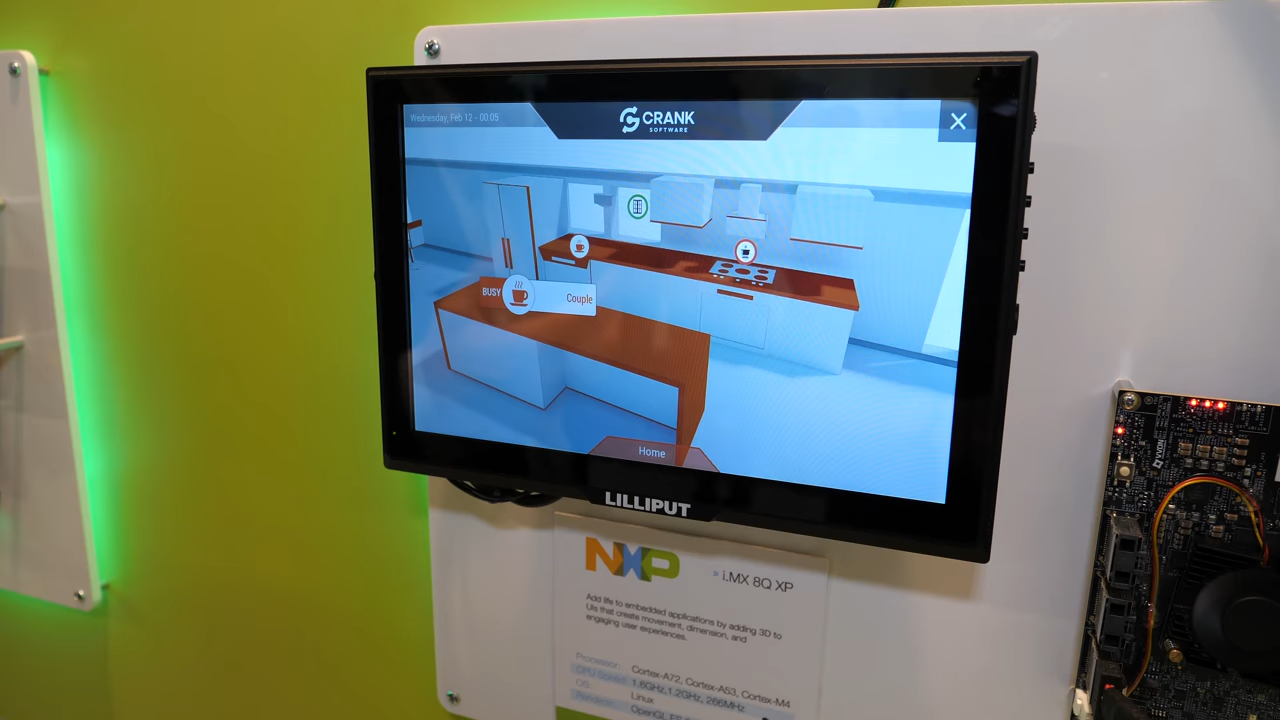 Wednesday, Feb 12 - 00:05
CRANK
SOFTWARE
BUSY
Couple
Home
LILLIPUT
NXP
» i.MX 8Q XP
Add life to embedded applications by adding 3D to
UIs that create movement, dimension, and
engaging user experiences.
Processor: Cortex-A72, Cortex-A53, Cortex-M4
CPU Speed: 1.6GHz,1.2GHz, 266MHz
OS: Linux
OpenGL ES